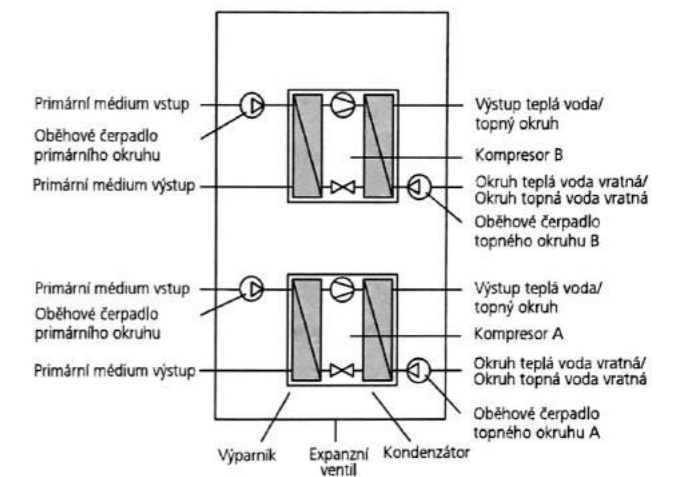 Primární médium vstup
Oběhové čerpadlo
primárního okruhu
Primární médium výstup
Výstup teplá voda/
topný okruh
Kompresor B
Okruh teplá voda vratná/
Okruh topná voda vratná
Oběhové čerpadlo
topného okruhu B
Primární médium vstup
Oběhové čerpadlo
primárního okruhu
Primární médium výstup
Výstup teplá voda/
topný okruh
Kompresor A
Okruh teplá voda vratná/
Okruh topná voda vratná
Oběhové čerpadlo
topného okruhu A
Výparník
Expanzní
ventil
Kondenzátor